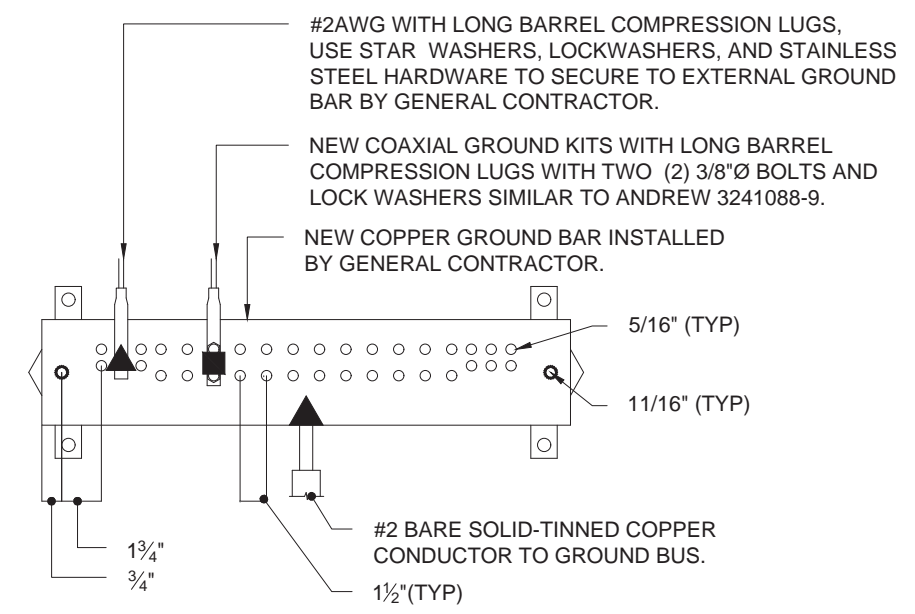 #2AWG WITH LONG BARREL COMPRESSION LUGS,
USE STAR WASHERS, LOCKWASHERS, AND STAINLESS
STEEL HARDWARE TO SECURE TO EXTERNAL GROUND
BAR BY GENERAL CONTRACTOR.
NEW COAXIAL GROUND KITS WITH LONG BARREL
COMPRESSION LUGS WITH TWO (2) 3/8"Ø BOLTS AND
LOCK WASHERS SIMILAR TO ANDREW 3241088-9.
NEW COPPER GROUND BAR INSTALLED
BY GENERAL CONTRACTOR.
5/16" (TYP)
11/16" (TYP)
#2 BARE SOLID-TINNED COPPER
CONDUCTOR TO GROUND BUS.
1¾"
¾"
1½"(TYP)